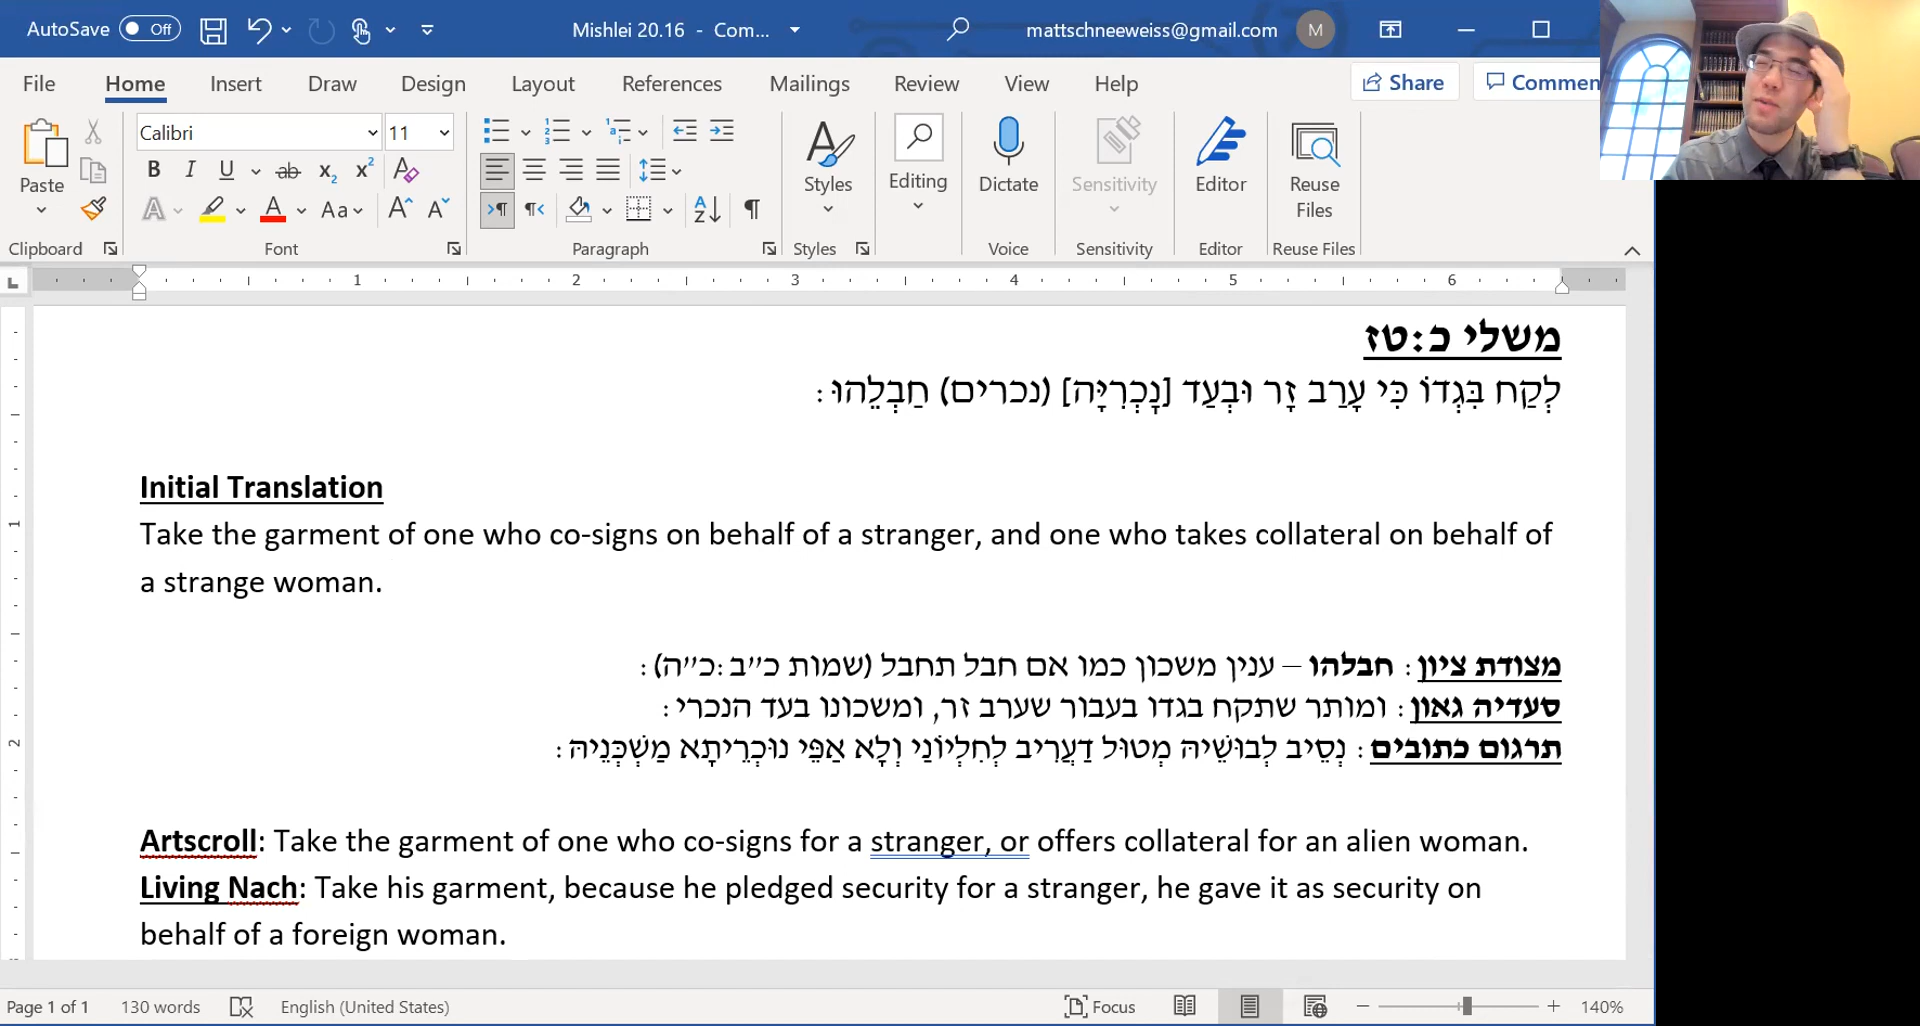 AutoSave Off Mishlei 20.16 - Com... mattschneeweiss@gmail.com M
File Home Insert Draw Design Layout References Mailings Review View Help Share Commen
Calibri 11
Paste Styles Editing Dictate Sensitivity Editor Reuse Files
Clipboard Font Paragraph Styles Voice Sensitivity Editor Reuse Files
1 2 3 4 5 6
משלי כ:טז
לְקַח בִּגְדוֹ כִּי עָרַב זָר וּבְעַד [נָכְרִיָּה] (נכרים) חַבְלֵהוּ:
Initial Translation
Take the garment of one who co-signs on behalf of a stranger, and one who takes collateral on behalf of
a strange woman.
מצודת ציון: חבלהו – ענין משכון כמו אם חבל תחבל (שמות כ״ב:כ״ה):
סעדיה גאון: ומותר שתקח בגדו בעבור שערב זר, ומשכונו בעד הנכרי:
תרגום כתובים: נְסֵיב לְבוּשֵׁיהּ מְטוּל דַעֲרִיב לְחִלְיוֹנַי וְלָא אַפֵּי נוּכְרֵיתָא מַשְׁכְּנֵיהּ:
Artscroll: Take the garment of one who co-signs for a stranger, or offers collateral for an alien woman.
Living Nach: Take his garment, because he pledged security for a stranger, he gave it as security on
behalf of a foreign woman.
Page 1 of 1 130 words English (United States) Focus 140%